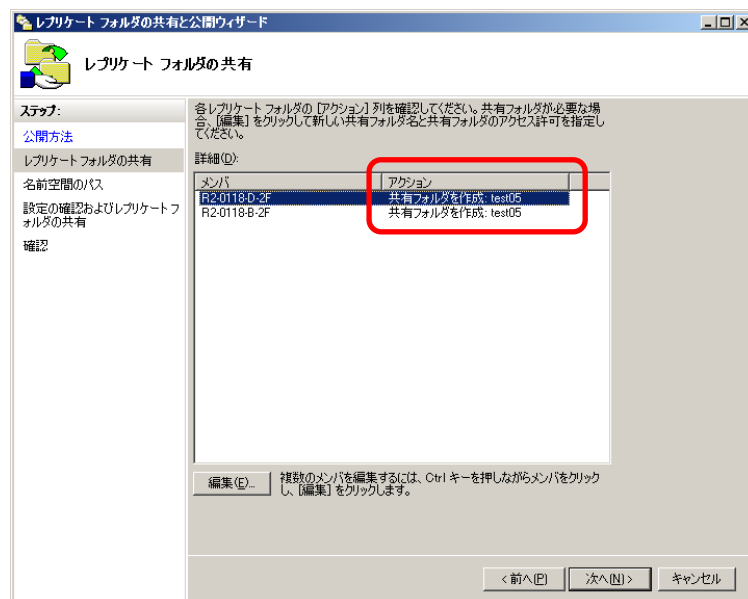 レプリケート フォルダの共有と公開ウィザード
レプリケート フォルダの共有
ステップ:
公開方法
レプリケート フォルダの共有
名前空間のパス
設定の確認およびレプリケート フ
ォルダの共有
確認
各レプリケート フォルダの [アクション] 列を確認してください。共有フォルダが必要な場
合、[編集] をクリックして新しい共有フォルダ名と共有フォルダのアクセス許可を指定し
てください。
詳細(D):
メンバ アクション
R2-0118-D-2F 共有フォルダを作成: test05
R2-0118-B-2F 共有フォルダを作成: test05
編集(E)...
複数のメンバを編集するには、Ctrl キーを押しながらメンバをクリック
し、[編集] をクリックします。
< 前へ(P) 次へ(N) > キャンセル